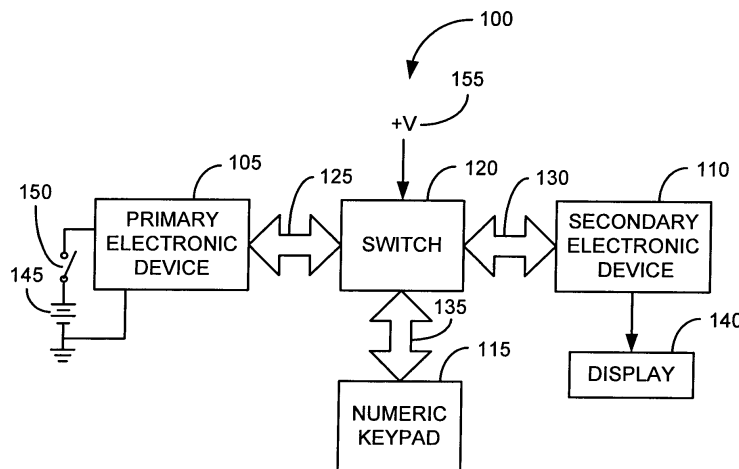 100
155
+V
105
125
120
130
110
150
PRIMARY
ELECTRONIC
DEVICE
SWITCH
SECONDARY
ELECTRONIC
DEVICE
145
135
115
140
NUMERIC
KEYPAD
DISPLAY